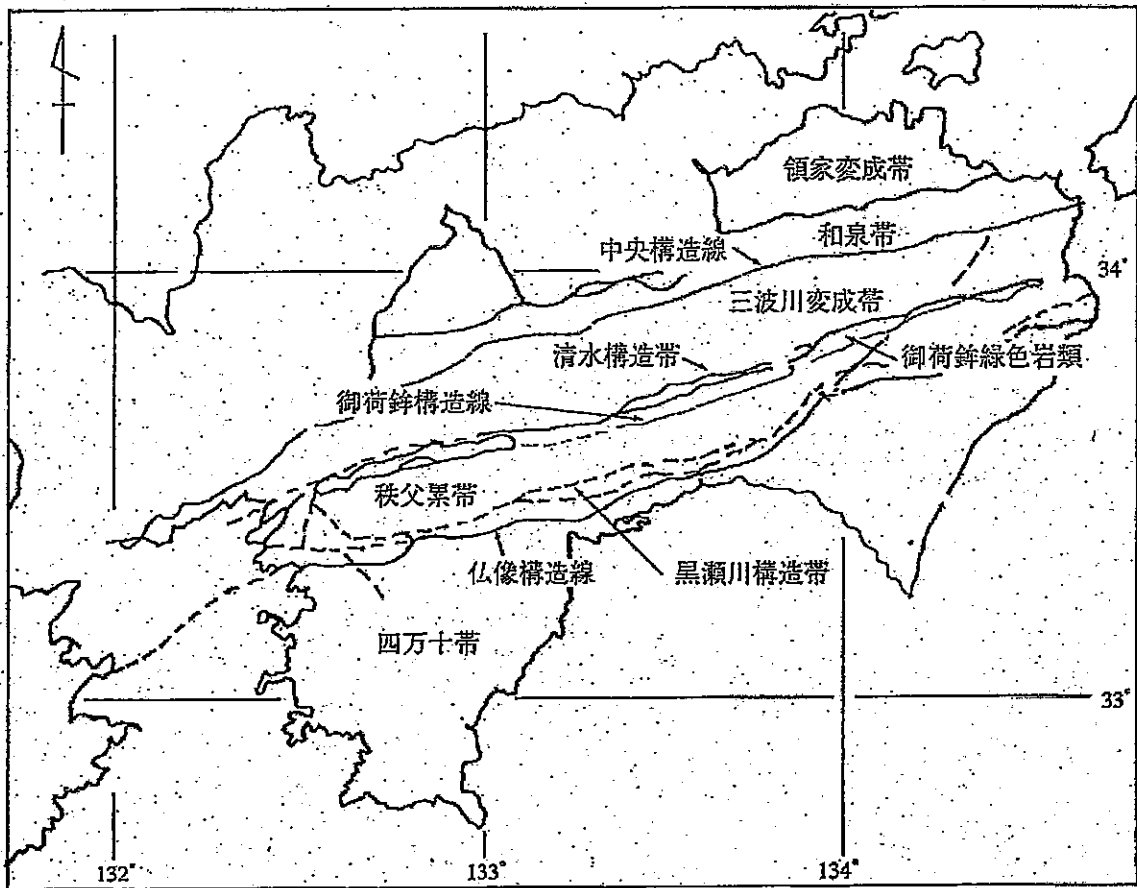 領家変成帯
和泉帯
中央構造線
34°
三波川変成帯
清水構造帯
御荷鉾緑色岩類
御荷鉾構造線
秩父累帯
仏像構造線
黒瀬川構造帯
四万十帯
33°
132°
133°
134°